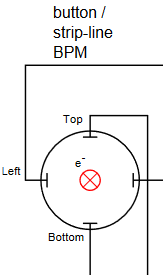 button /
strip-line
BPM
Top
Left
e-
Bottom